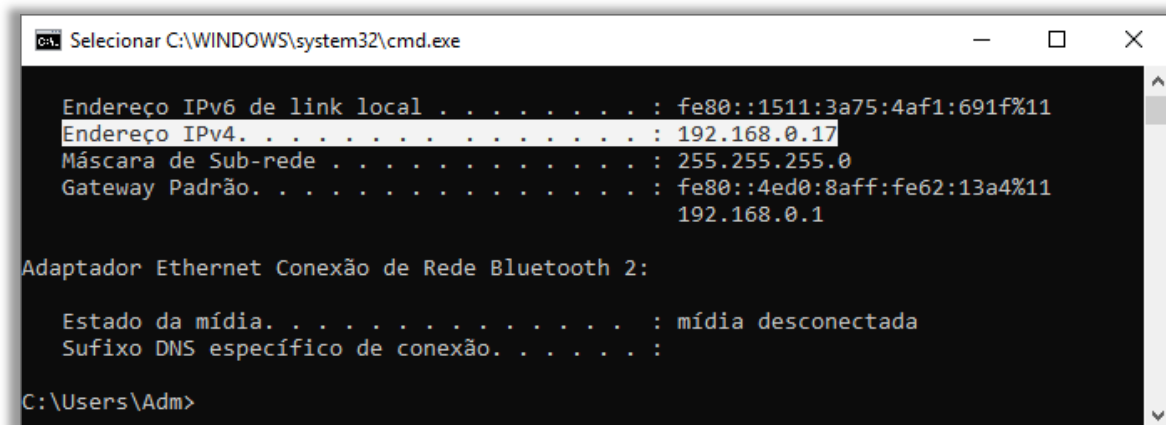 Selecionar C:\WINDOWS\system32\cmd.exe
Endereço IPv6 de link local . . . . . . . . : fe80::1511:3a75:4af1:691f%11
Endereço IPv4. . . . . . . . . . . . . . . : 192.168.0.17
Máscara de Sub-rede . . . . . . . . . . . . : 255.255.255.0
Gateway Padrão. . . . . . . . . . . . . . . : fe80::4ed0:8aff:fe62:13a4%11
192.168.0.1
Adaptador Ethernet Conexão de Rede Bluetooth 2:
Estado da mídia. . . . . . . . . . . . . . : mídia desconectada
Sufixo DNS específico de conexão. . . . . . :
C:\Users\Adm>